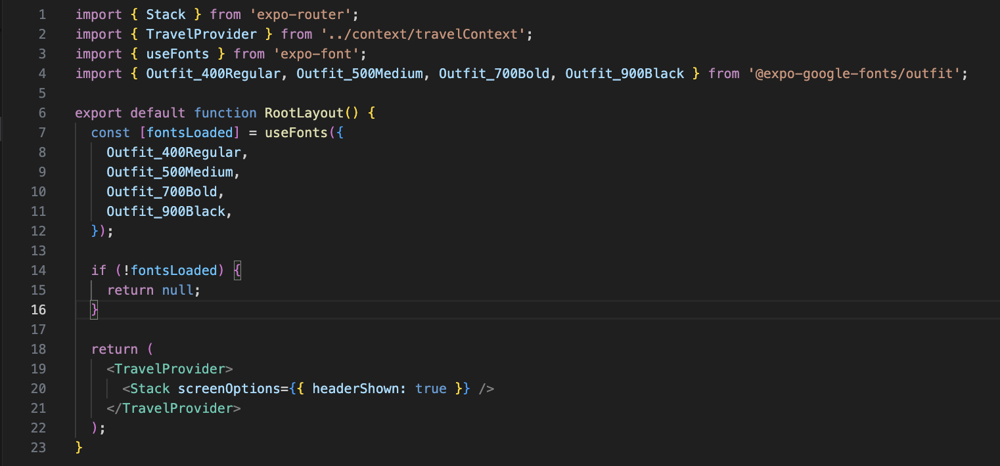 1 import { Stack } from 'expo-router';
2 import { TravelProvider } from '../context/travelContext';
3 import { useFonts } from 'expo-font';
4 import { Outfit_400Regular, Outfit_500Medium, Outfit_700Bold, Outfit_900Black } from '@expo-google-fonts/outfit';
5
6 export default function RootLayout() {
7   const [fontsLoaded] = useFonts({
8     Outfit_400Regular,
9     Outfit_500Medium,
10     Outfit_700Bold,
11     Outfit_900Black,
12   });
13
14   if (!fontsLoaded) {
15     return null;
16   }
17
18   return (
19     <TravelProvider>
20       <Stack screenOptions={{ headerShown: true }} />
21     </TravelProvider>
22   );
23 }